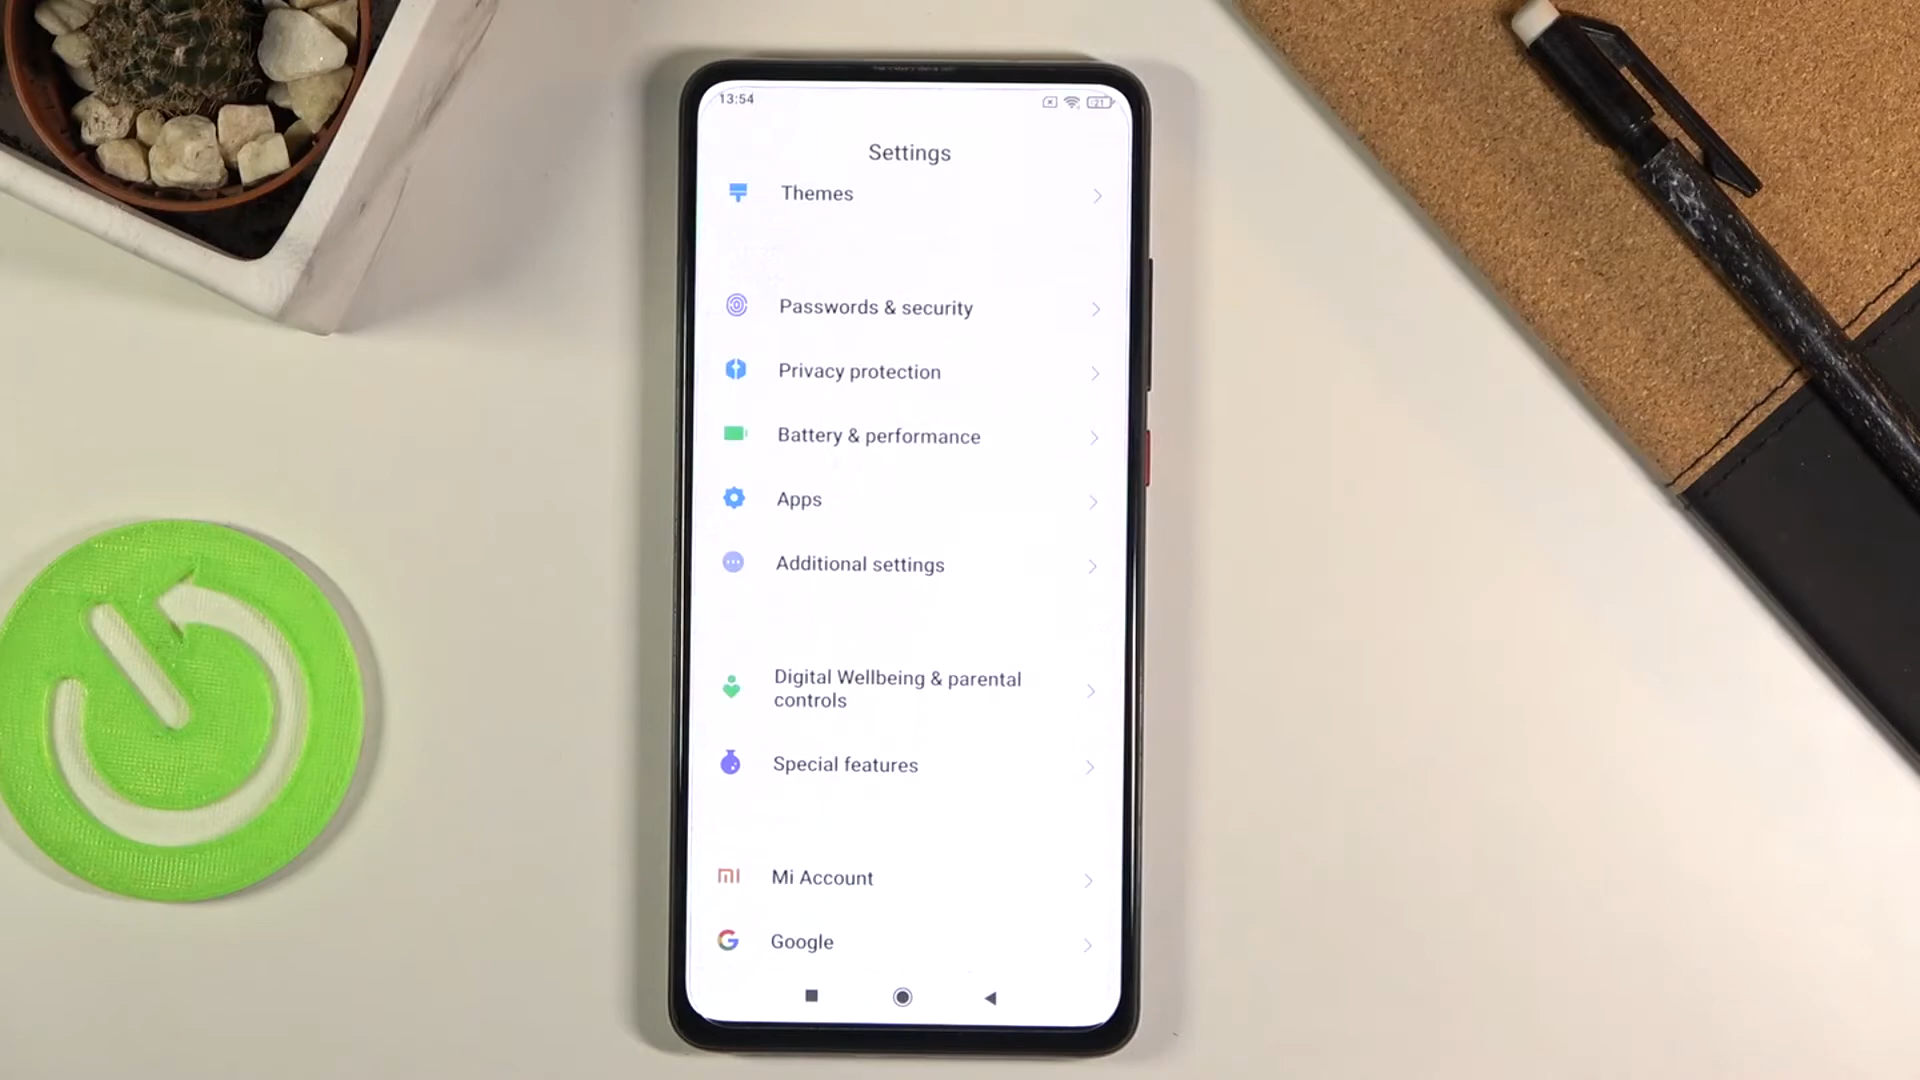 13:54
21
Settings
Themes
Passwords & security
Privacy protection
Battery & performance
Apps
Additional settings
Digital Wellbeing & parental
controls
Special features
Mi Account
Google